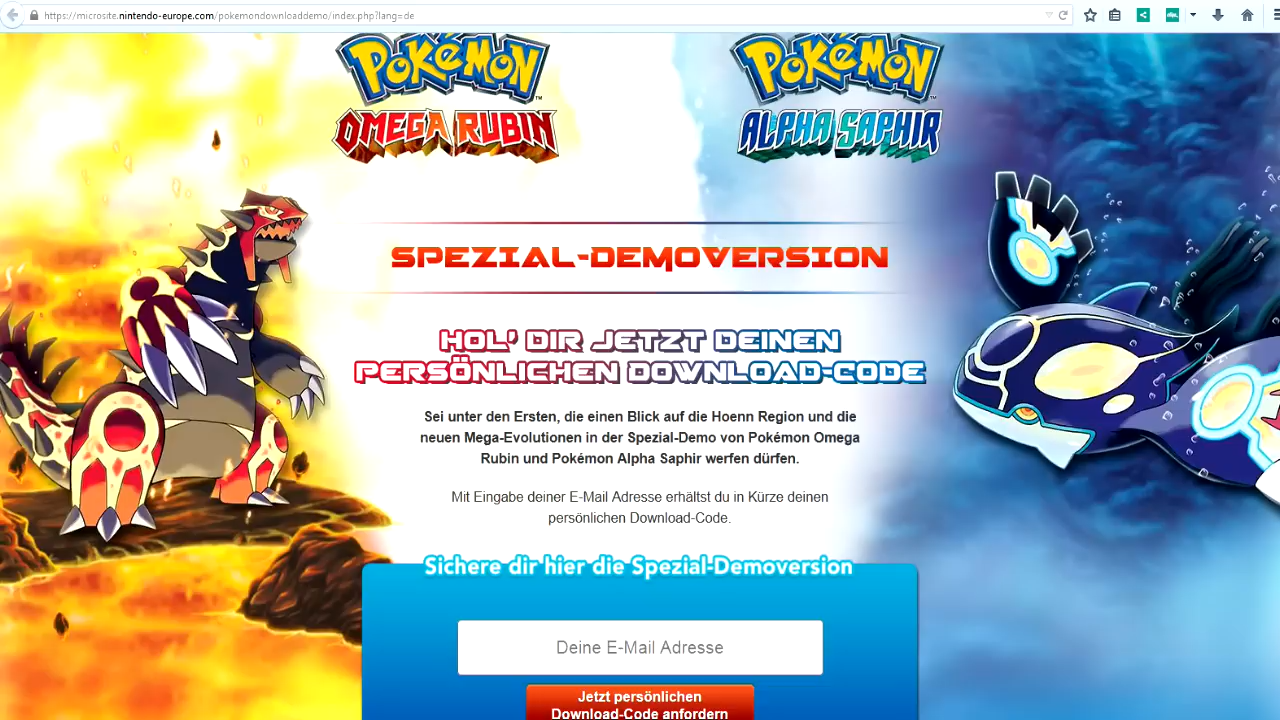 https://microsite.nintendo-europe.com/pokemondownloaddemo/index.php?lang=de
POKÉMON
OMEGA RUBIN
POKÉMON
ALPHA SAPHIR
SPEZIAL-DEMOVERSION
HOL' DIR JETZT DEINEN
PERSÖNLICHEN DOWNLOAD-CODE
Sei unter den Ersten, die einen Blick auf die Hoenn Region und die
neuen Mega-Evolutionen in der Spezial-Demo von Pokémon Omega
Rubin und Pokémon Alpha Saphir werfen dürfen.
Mit Eingabe deiner E-Mail Adresse erhältst du in Kürze deinen
persönlichen Download-Code.
Sichere dir hier die Spezial-Demoversion
Deine E-Mail Adresse
Jetzt persönlichen
Download-Code anfordern